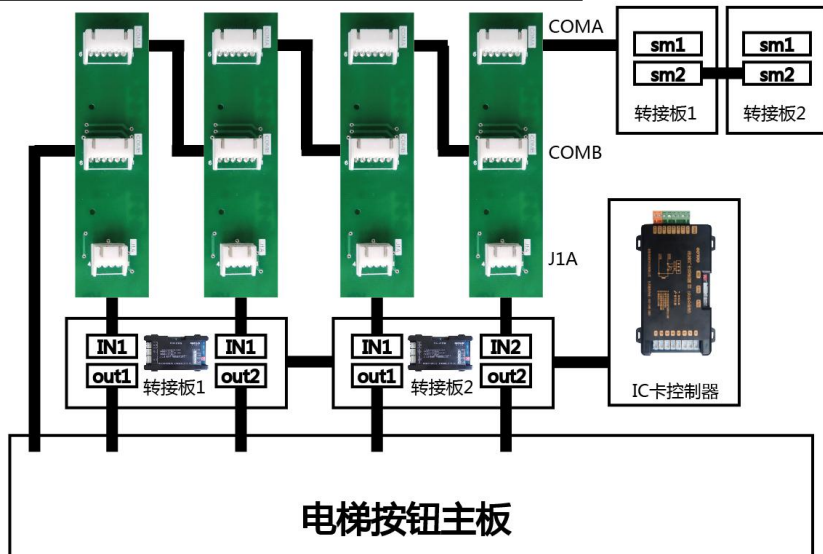 COMA
sm1
sm1
sm2
sm2
转接板1
转接板2
COMB
J1A
IN1
IN1
IN1
IN2
out1
转接板1
out2
out1
转接板2
out2
IC卡控制器
电梯按钮主板